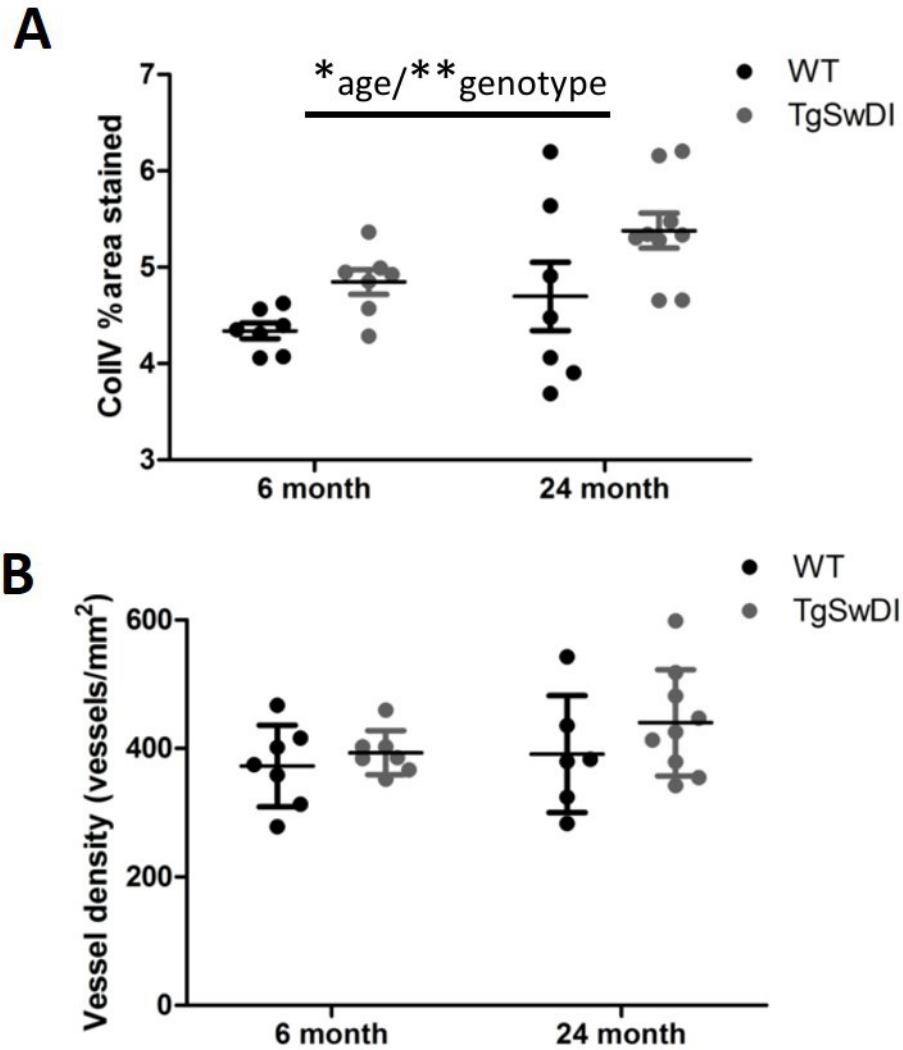 A
7
*age/**genotype
WT
TgSwDI
6
5
4
3
ColIV %area stained
6 month
24 month
B
WT
TgSwDI
600
400
200
0
Vessel density (vessels/mm²)
6 month
24 month